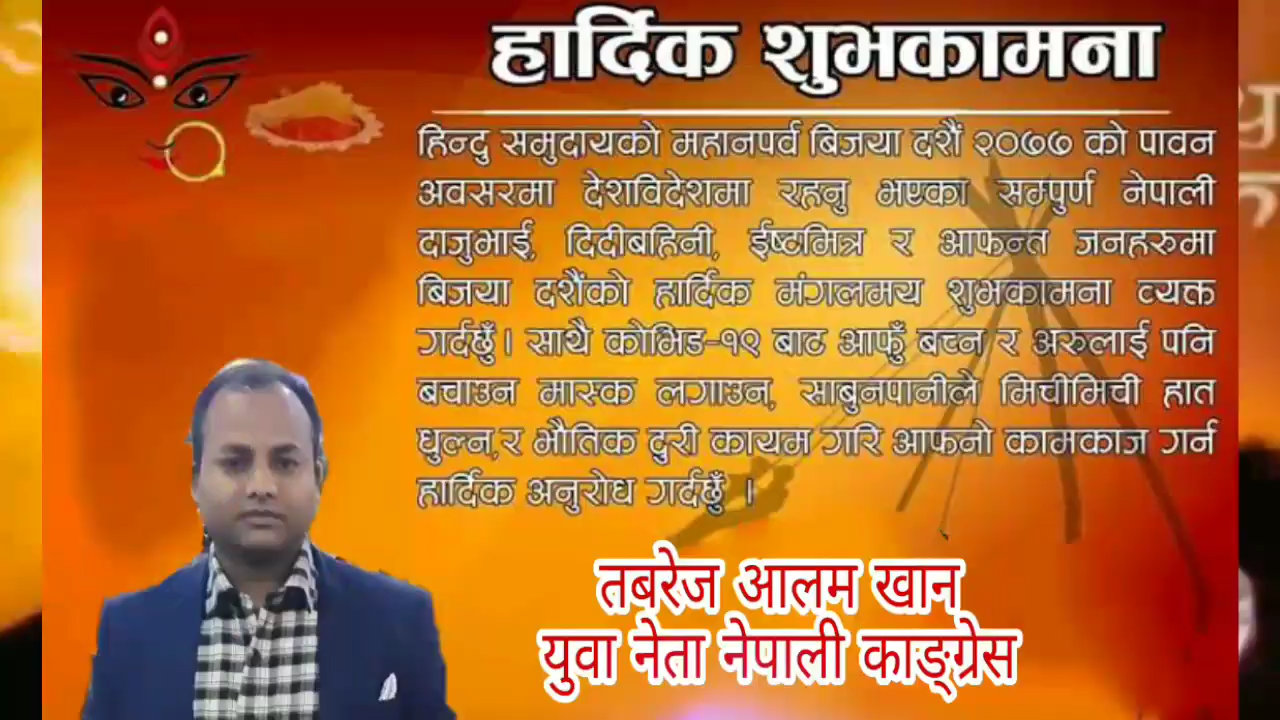 हार्दिक शुभकामना
हिन्दु समुदायको महानपर्व बिजया दशैं २०७७ को पावन
अवसरमा देशविदेशमा रहनु भएका सम्पुर्ण नेपाली
दाजुभाई, दिदीबहिनी, ईष्टमित्र र आफन्त जनहरुमा
बिजया दशैंको हार्दिक मंगलमय शुभकामना व्यक्त
गर्दछुँ। साथै कोभिड-१९ बाट आफुँ बच्न र अरुलाई पनि
बचाउन मास्क लगाउन, साबुनपानीले मिचीमिची हात
धुल्न,र भौतिक दुरी कायम गरि आफनो कामकाज गर्न
हार्दिक अनुरोध गर्दछुँ ।
तबरेज आलम खान
युवा नेता नेपाली काङ्ग्रेस